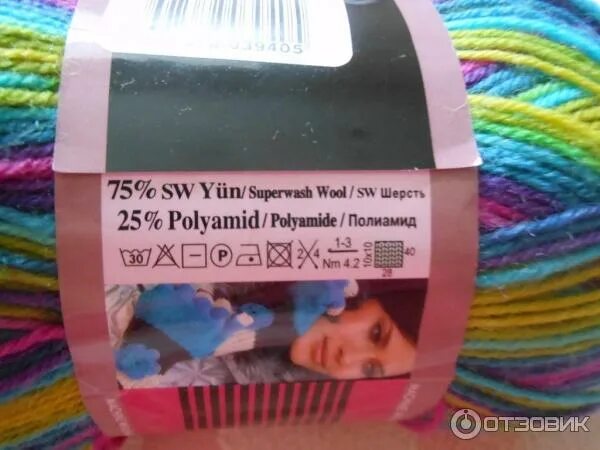 039405
75% SW Yün/ Superwash Wool / SW Шерсть
25% Polyamid / Polyamide / Полиамид
30 P 2 4 1-3 Nm 4.2 10x10 40
28
ОТЗОВИК